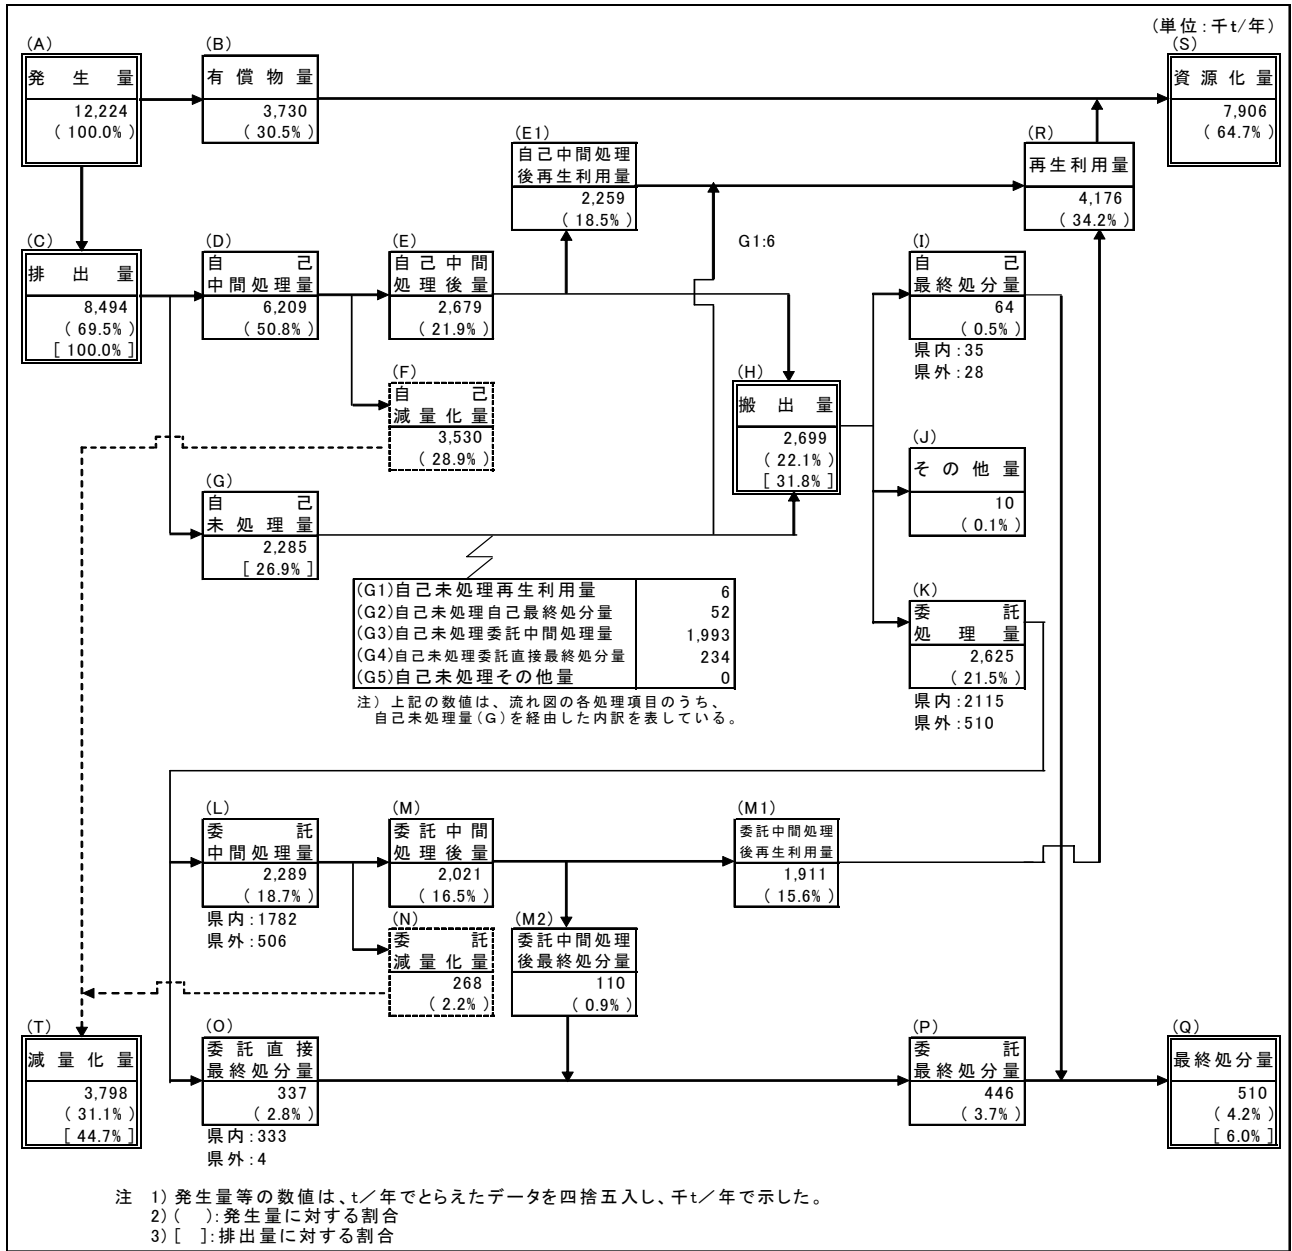 (単位:千t/年)
(A)
発生量
12,224
(100.0%)
(B)
有償物量
3,730
(30.5%)
(S)
資源化量
7,906
(64.7%)
(E1)
自己中間処理
後再生利用量
2,259
(18.5%)
(R)
再生利用量
4,176
(34.2%)
(C)
排出量
8,494
(69.5%)
[100.0%]
(D)
自己
中間処理量
6,209
(50.8%)
(E)
自己中間
処理後量
2,679
(21.9%)
G1:6
(I)
自己
最終処分量
64
(0.5%)
県内:35
県外:28
(F)
自己
減量化量
3,530
(28.9%)
(H)
搬出量
2,699
(22.1%)
[31.8%]
(J)
その他量
10
(0.1%)
(G)
自己
未処理量
2,285
[26.9%]
(G1)自己未処理再生利用量 6
(G2)自己未処理自己最終処分量 52
(G3)自己未処理委託中間処理量 1,993
(G4)自己未処理委託直接最終処分量 234
(G5)自己未処理その他量 0
注)上記の数値は、流れ図の各処理項目のうち、
自己未処理量(G)を経由した内訳を表している。
(K)
委託
処理量
2,625
(21.5%)
県内:2115
県外:510
(L)
委託
中間処理量
2,289
(18.7%)
県内:1782
県外:506
(M)
委託中間
処理後量
2,021
(16.5%)
(M1)
委託中間処理
後再生利用量
1,911
(15.6%)
(N)
委託
減量化量
268
(2.2%)
(M2)
委託中間処理
後最終処分量
110
(0.9%)
(T)
減量化量
3,798
(31.1%)
[44.7%]
(O)
委託直接
最終処分量
337
(2.8%)
県内:333
県外:4
(P)
委託
最終処分量
446
(3.7%)
(Q)
最終処分量
510
(4.2%)
[6.0%]
注 1)発生量等の数値は、t/年でとらえたデータを四捨五入し、千t/年で示した。
2)( ):発生量に対する割合
3)[ ]:排出量に対する割合